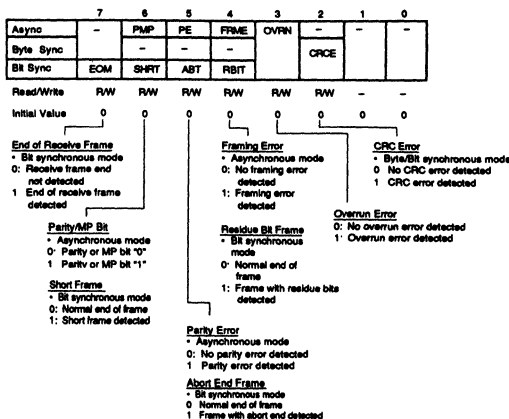 7 6 5 4 3 2 1 0
Async – PMP PE FRME OVRN – – –
Byte Sync – – – – CRCE
Bit Sync EOM SHRT ABT RBIT
Read/Write R/W R/W R/W R/W R/W R/W – –
Initial Value 0 0 0 0 0 0 0 0
End of Receive Frame
• Bit synchronous mode
0: Receive frame end
not detected
1 End of receive frame
detected
Parity/MP Bit
• Asynchronous mode
0· Parity or MP bit "0"
1 Parity or MP bit "1"
Short Frame
• Bit synchronous mode
0: Normal end of frame
1: Short frame detected
Parity Error
• Asynchronous mode
0: No parity error detected
1 Parity error detected
Abort End Frame
• Bit synchronous mode
0 Normal end of frame
1 Frame with abort end detected
Framing Error
• Asynchronous mode
0: No framing error
detected
1: Framing error
detected
Residue Bit Frame
• Bit synchronous
mode
0· Normal end of
frame
1: Frame with residue bits
detected
Overrun Error
0: No overrun error detected
1· Overrun error detected
CRC Error
• Byte/Bit synchronous mode
0 No CRC error detected
1 CRC error detected